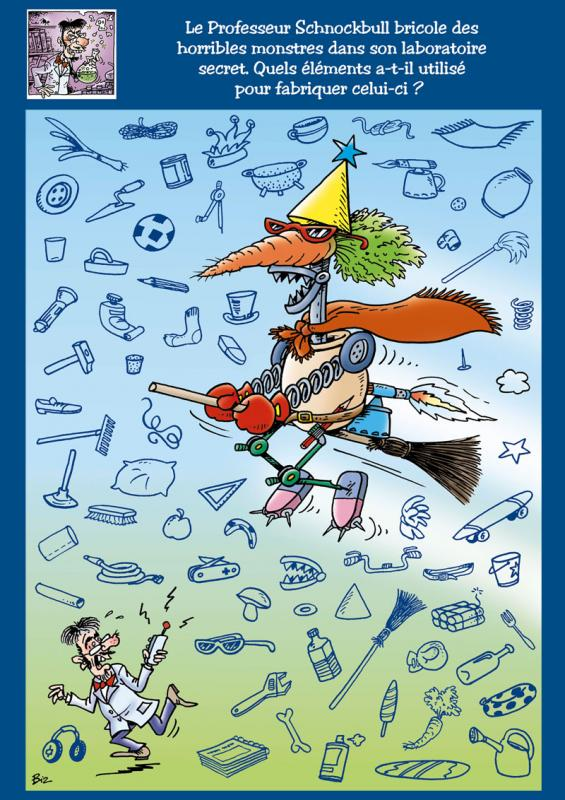 Le Professeur Schnockbull bricole des
horribles monstres dans son laboratoire
secret. Quels éléments a-t-il utilisé
pour fabriquer celui-ci ?
Biz